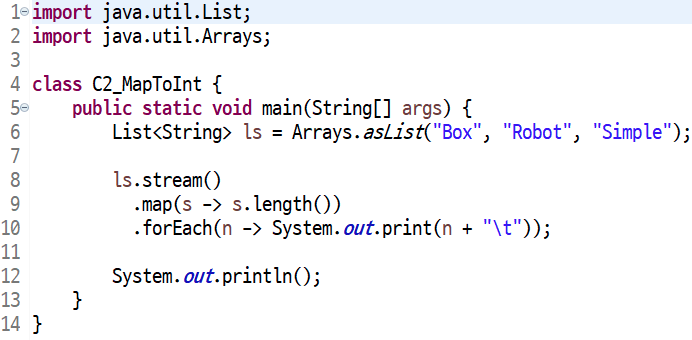 1 import java.util.List;
2 import java.util.Arrays;
3
4 class C2_MapToInt {
5     public static void main(String[] args) {
6         List<String> ls = Arrays.asList("Box", "Robot", "Simple");
7
8         ls.stream()
9           .map(s -> s.length())
10           .forEach(n -> System.out.print(n + "\t"));
11
12         System.out.println();
13     }
14 }